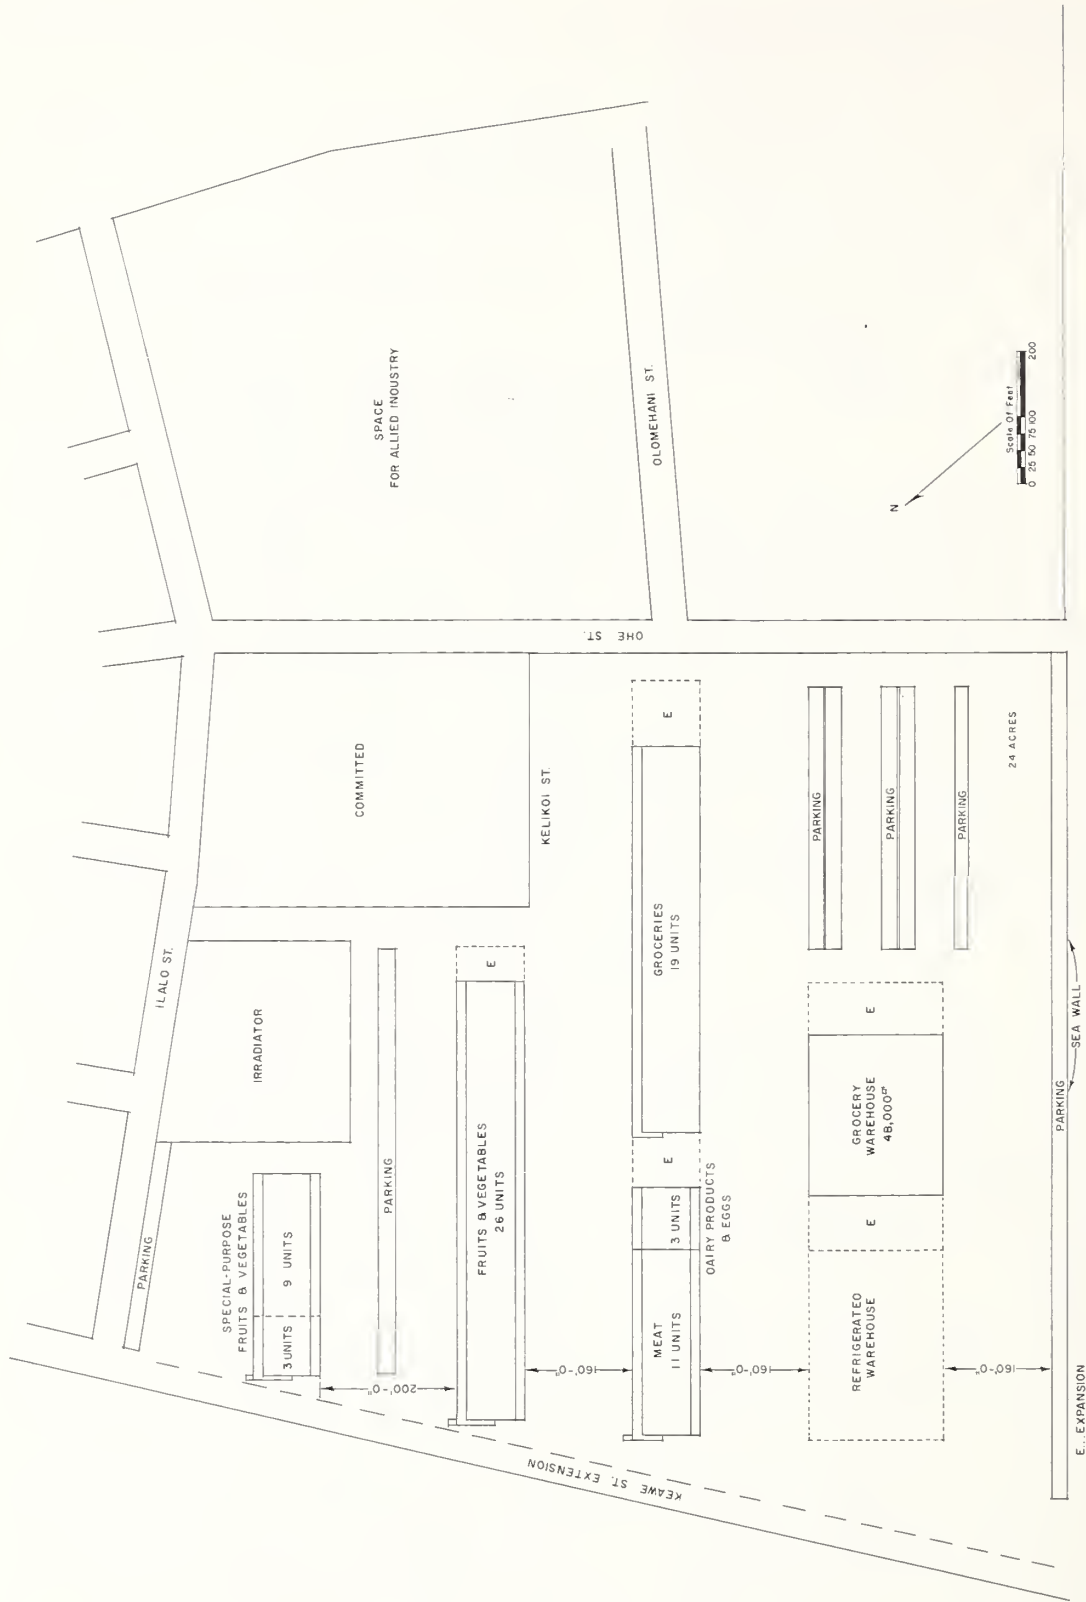 SPACE
FOR ALLIED INDUSTRY
OLOMEHANI ST.
N
Scale Of Feet
0 25 50 75 100 200
OHE ST.
COMMITTED
KELIKOI ST.
ILALO ST.
IRRADIATOR
PARKING
SPECIAL-PURPOSE
FRUITS & VEGETABLES
3 UNITS
9 UNITS
PARKING
200'-0"
FRUITS & VEGETABLES
26 UNITS
E
160'-0"
MEAT
11 UNITS
3 UNITS
DAIRY PRODUCTS
& EGGS
E
GROCERIES
19 UNITS
E
160'-0"
REFRIGERATED
WAREHOUSE
E
GROCERY
WAREHOUSE
48,000
E
PARKING
PARKING
PARKING
24 ACRES
160'-0"
PARKING
SEA WALL
KEAWE ST. EXTENSION
E... EXPANSION